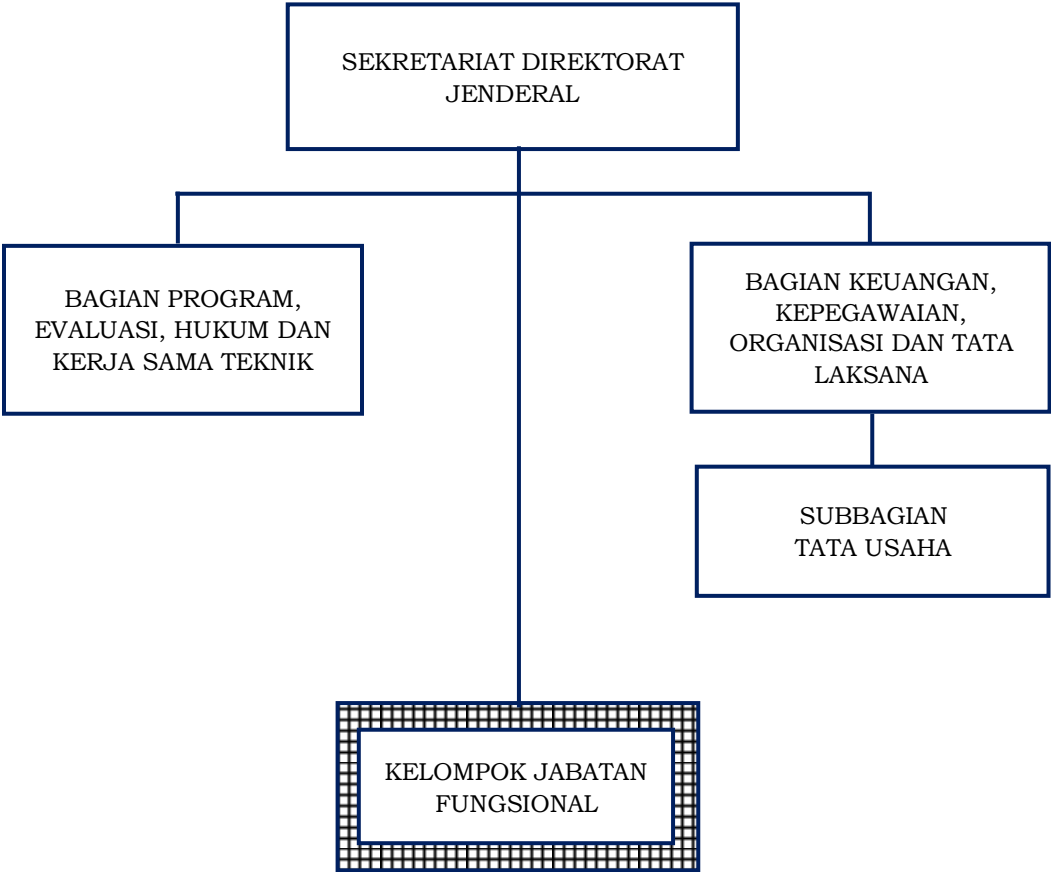 SEKRETARIAT DIREKTORAT
JENDERAL
BAGIAN PROGRAM,
EVALUASI, HUKUM DAN
KERJA SAMA TEKNIK
BAGIAN KEUANGAN,
KEPEGAWAIAN,
ORGANISASI DAN TATA
LAKSANA
SUBBAGIAN
TATA USAHA
KELOMPOK JABATAN
FUNGSIONAL